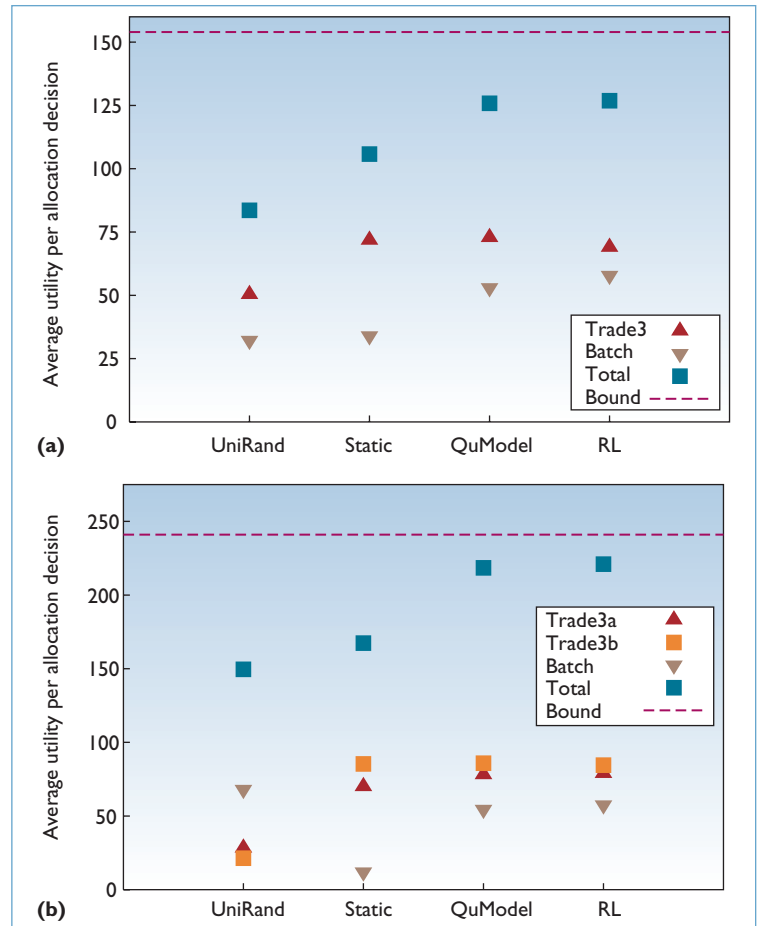 Average utility per allocation decision
150
125
100
75
50
25
0
Trade3
Batch
Total
Bound
UniRand Static QuModel RL
(a)
Average utility per allocation decision
250
200
150
100
50
0
Trade3a
Trade3b
Batch
Total
Bound
UniRand Static QuModel RL
(b)